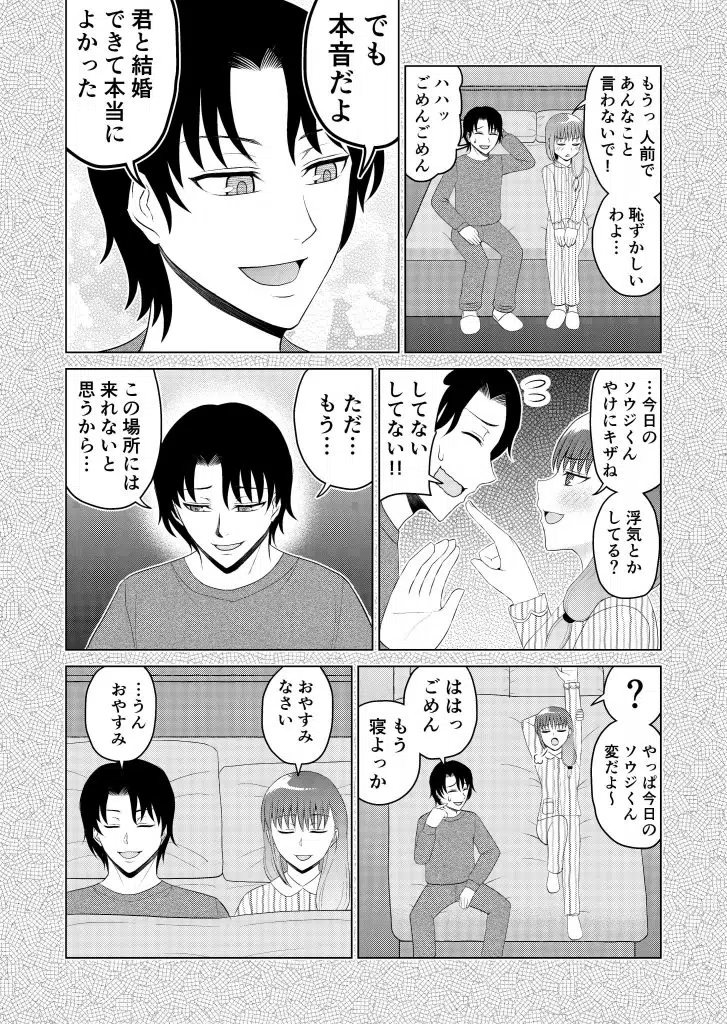 もうっ 人前で
あんなこと
言わないで！
恥ずかしい
わよ…
ハハッ
ごめんごめん
でも
本音だよ
君と結婚
できて本当に
よかった
…今日の
ソウジくん
やけにキザね
浮気とか
してる？
してない
してない!!
ただ…
もう…
この場所には
来れないと
思うから…
？
やっぱ今日の
ソウジくん
変だよ～
ははっ
ごめん
もう
寝よっか
おやすみ
なさい
…うん
おやすみ